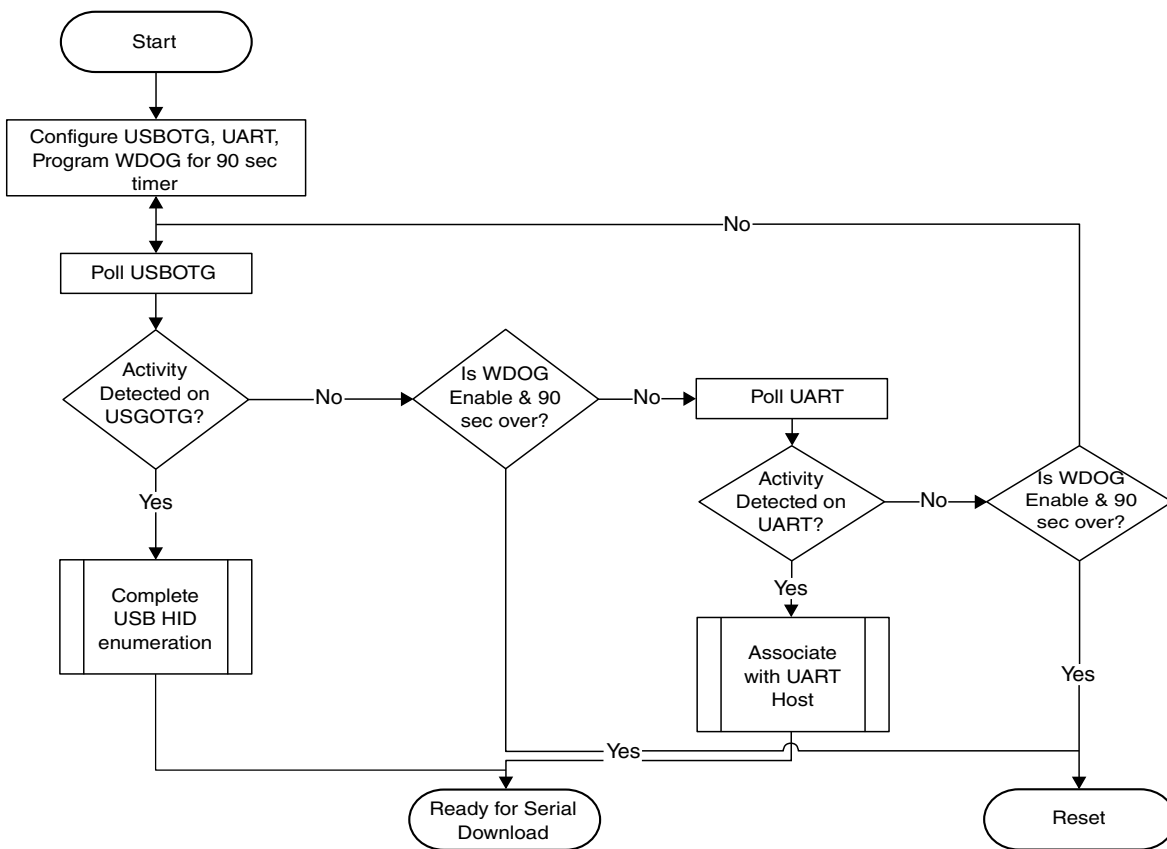 Start
Configure USBOTG, UART,
Program WDOG for 90 sec
timer
No
Poll USBOTG
Activity
Detected on
USGOTG?
No
Is WDOG
Enable & 90
sec over?
No
Poll UART
Activity
Detected on
UART?
No
Is WDOG
Enable & 90
sec over?
Yes
Complete
USB HID
enumeration
Yes
Associate
with UART
Host
Yes
Yes
Ready for Serial
Download
Reset